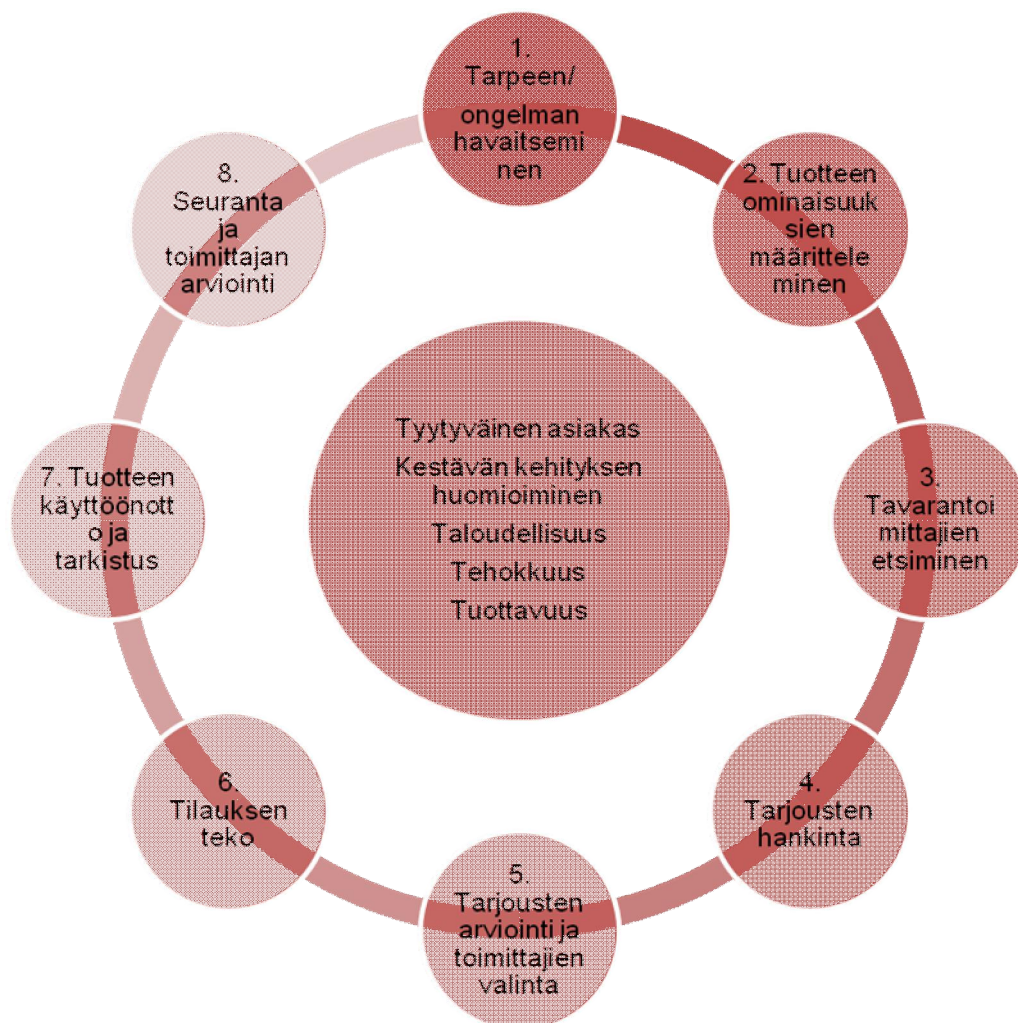 1.
Tarpeen/
ongelman
havaitsemi
nen
2. Tuotteen
ominaisuuk
sien
määrittele
minen
3.
Tavarantoi
mittajien
etsiminen
4.
Tarjousten
hankinta
5.
Tarjousten
arviointi ja
toimittajien
valinta
6.
Tilauksen
teko
7. Tuotteen
käyttöönott
o ja
tarkistus
8.
Seuranta
ja
toimittajan
arviointi
Tyytyväinen asiakas
Kestävän kehityksen
huomioiminen
Taloudellisuus
Tehokkuus
Tuottavuus